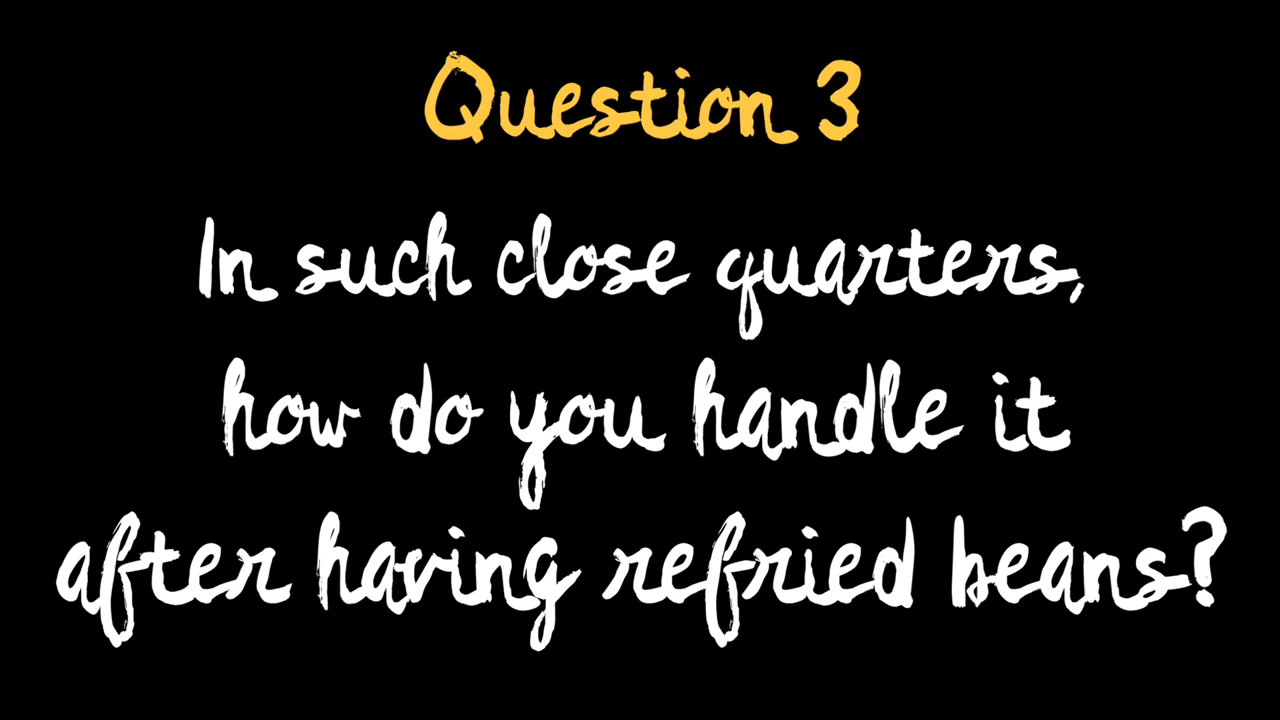 Question 3
In such close quarters,
how do you handle it
after having refried beans?